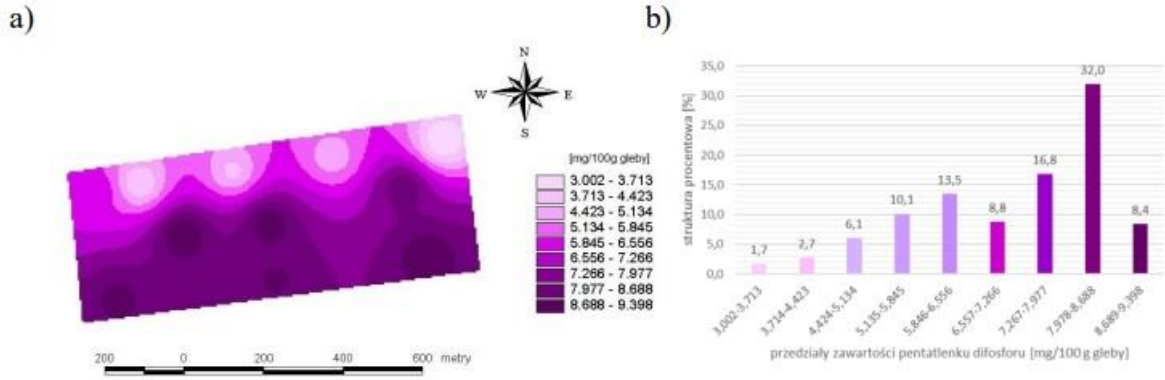 a)
N
W E
S
[mg/100g gleby]
3.002 - 3.713
3.713 - 4.423
4.423 - 5.134
5.134 - 5.845
5.845 - 6.556
6.556 - 7.266
7.266 - 7.977
7.977 - 8.688
8.688 - 9.398
200 0 200 400 600 metry
b)
struktura procentowa [%]
35,0
30,0
25,0
20,0
15,0
10,0
5,0
0,0
1,7
2,7
6,1
10,1
13,5
8,8
16,8
32,0
8,4
3,002-3,713
3,714-4,423
4,424-5,134
5,135-5,845
5,846-6,556
6,557-7,266
7,267-7,977
7,978-8,688
8,689-9,398
przedziały zawartości pentatlenku difosforu [mg/100 g gleby]